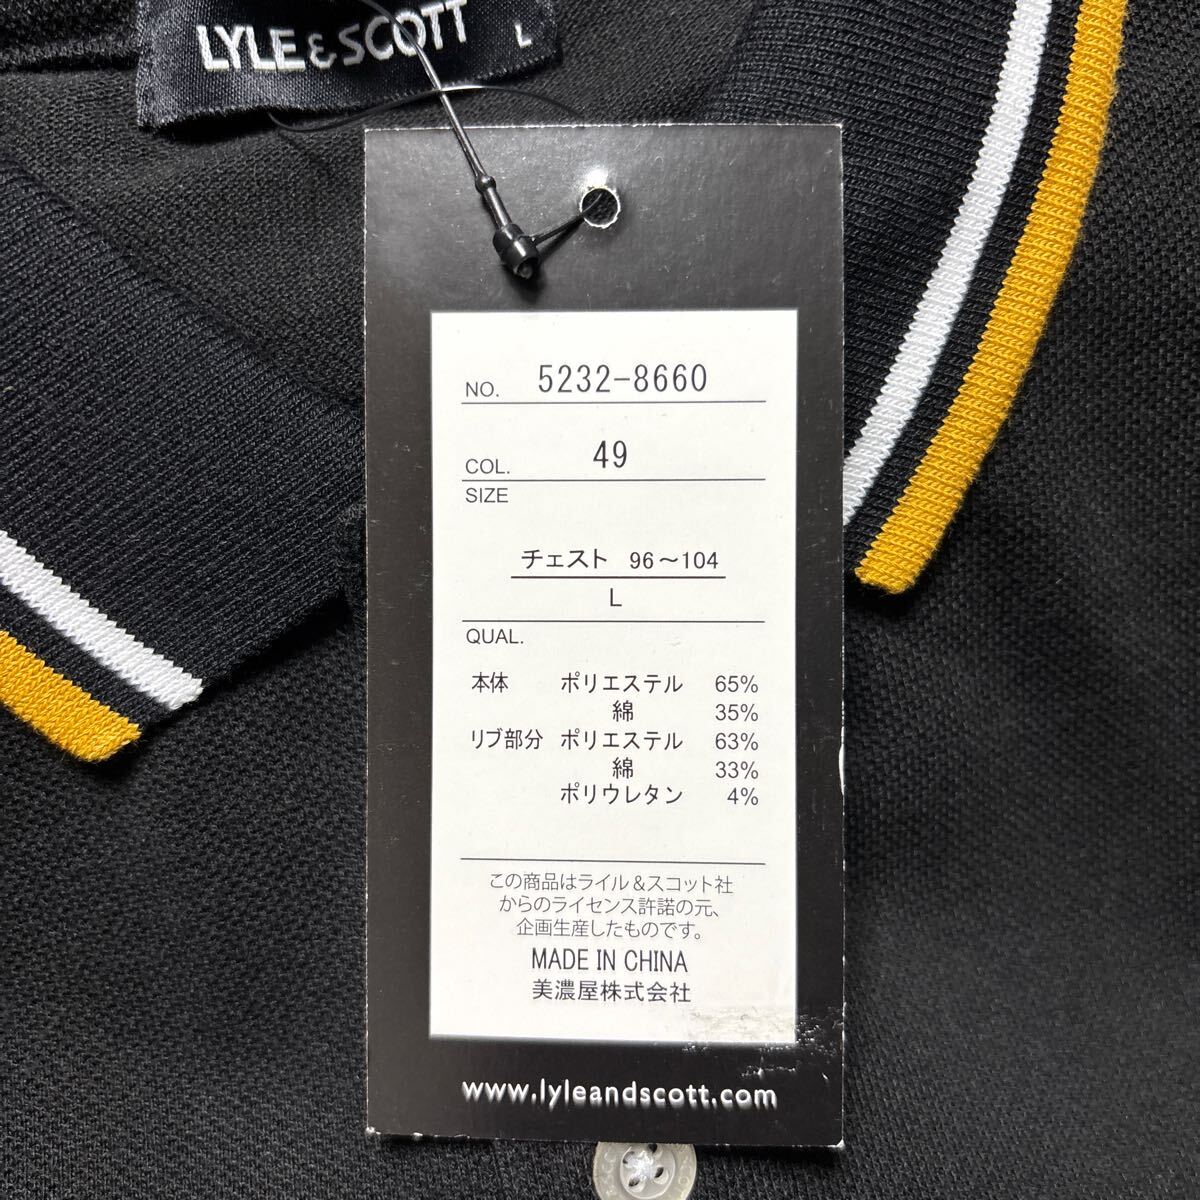 LYLE & SCOTT L
NO. 5232-8660
COL. 49
SIZE
チェスト 96～104
L
QUAL.
本体 ポリエステル 65%
綿 35%
リブ部分 ポリエステル 63%
綿 33%
ポリウレタン 4%
この商品はライル＆スコット社
からのライセンス許諾の元、
企画生産したものです。
MADE IN CHINA
美濃屋株式会社
www.lyleandscott.com